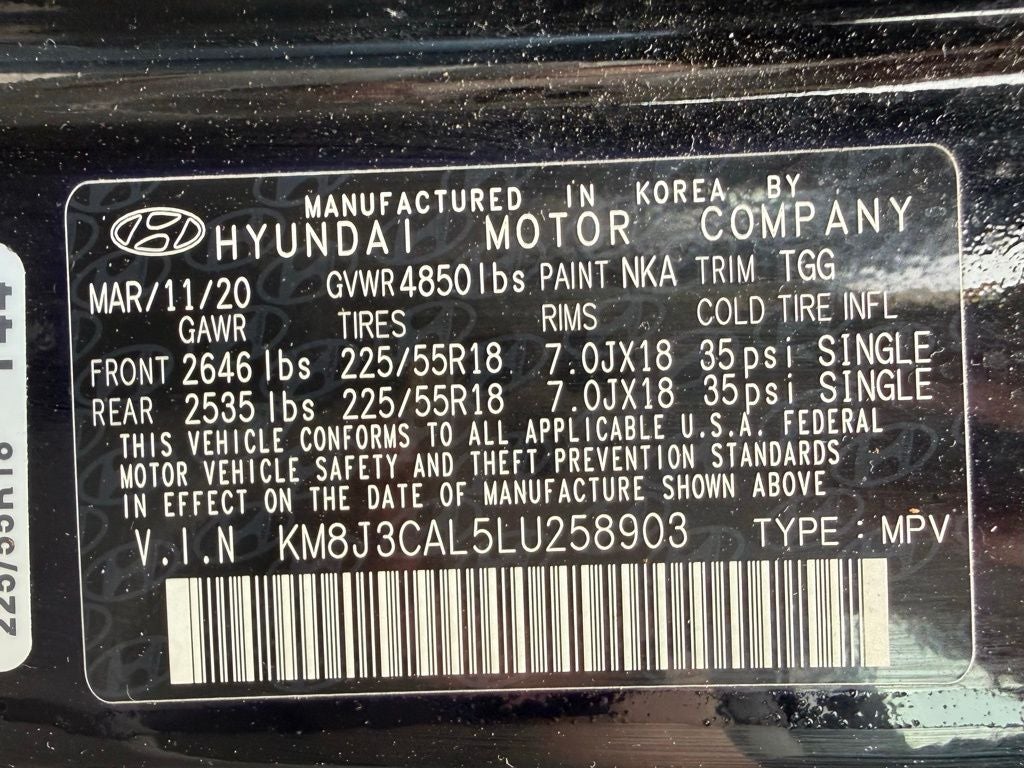 MANUFACTURED IN KOREA BY
HYUNDAI MOTOR COMPANY
MAR/11/20 GVWR 4850lbs PAINT NKA TRIM TGG
GAWR TIRES RIMS COLD TIRE INFL
FRONT 2646 lbs 225/55R18 7.0JX18 35psi SINGLE
REAR 2535 lbs 225/55R18 7.0JX18 35psi SINGLE
THIS VEHICLE CONFORMS TO ALL APPLICABLE U.S.A. FEDERAL
MOTOR VEHICLE SAFETY AND THEFT PREVENTION STANDARDS
IN EFFECT ON THE DATE OF MANUFACTURE SHOWN ABOVE
V.I.N KM8J3CAL5LU258903 TYPE : MPV
225/55R18